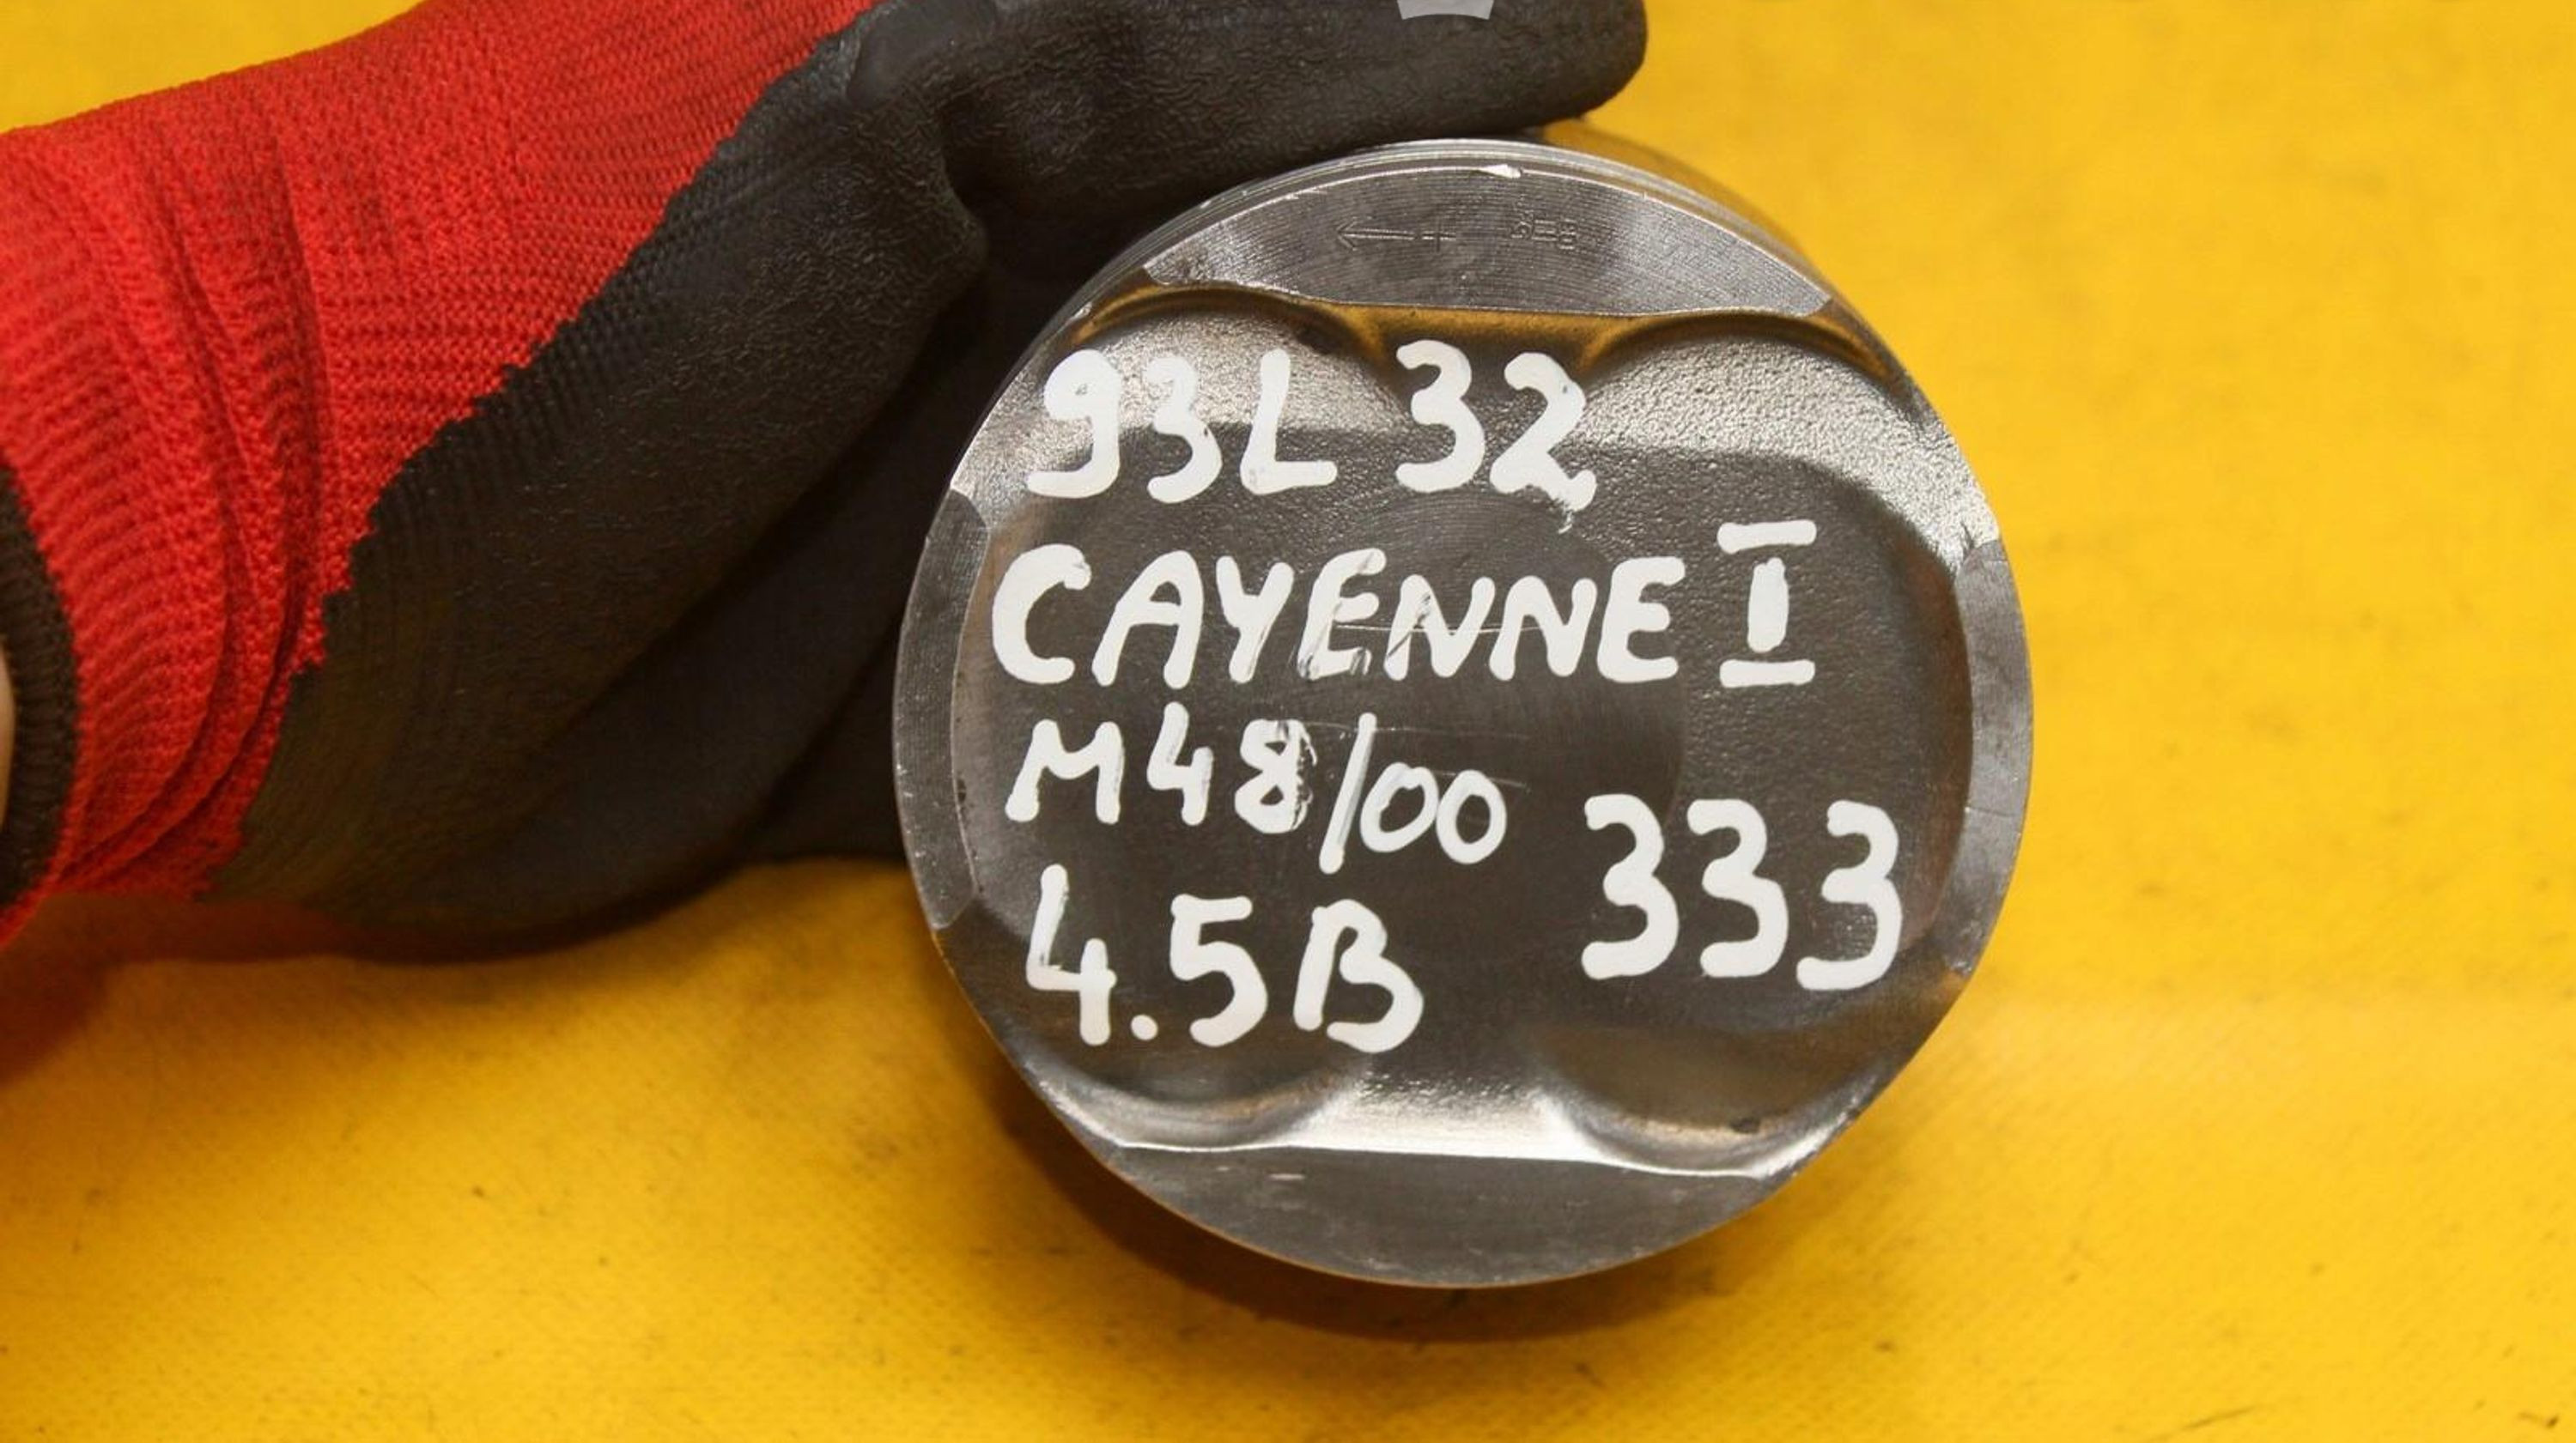 93L 32
CAYENNE I
M48/00
4.5B 333